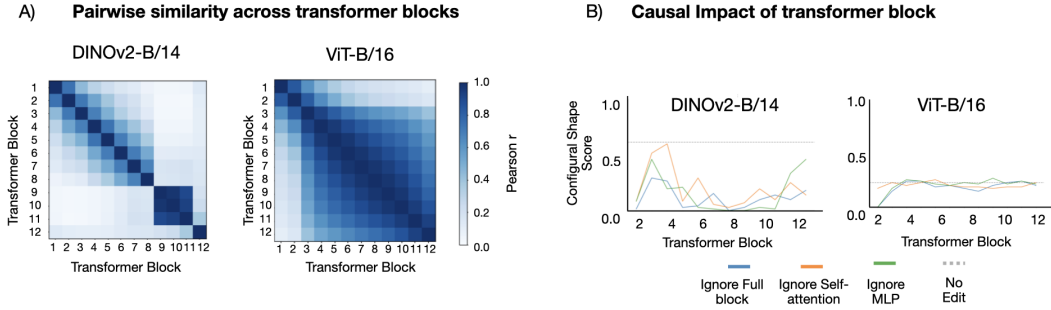 A) Pairwise similarity across transformer blocks
DINOv2-B/14
ViT-B/16
Transformer Block
1
2
3
4
5
6
7
8
9
10
11
12
1 2 3 4 5 6 7 8 9 10 11 12
Transformer Block
Transformer Block
1
2
3
4
5
6
7
8
9
10
11
12
1 2 3 4 5 6 7 8 9 10 11 12
Transformer Block
1.0
0.8
0.6
0.4
0.2
0.0
Pearson r
B) Causal Impact of transformer block
Configural Shape
Score
1.0
0.5
0.0
DINOv2-B/14
2 4 6 8 10 12
Transformer Block
1.0
0.5
0.0
ViT-B/16
2 4 6 8 10 12
Transformer Block
Ignore Full
block
Ignore Self-
attention
Ignore
MLP
No
Edit